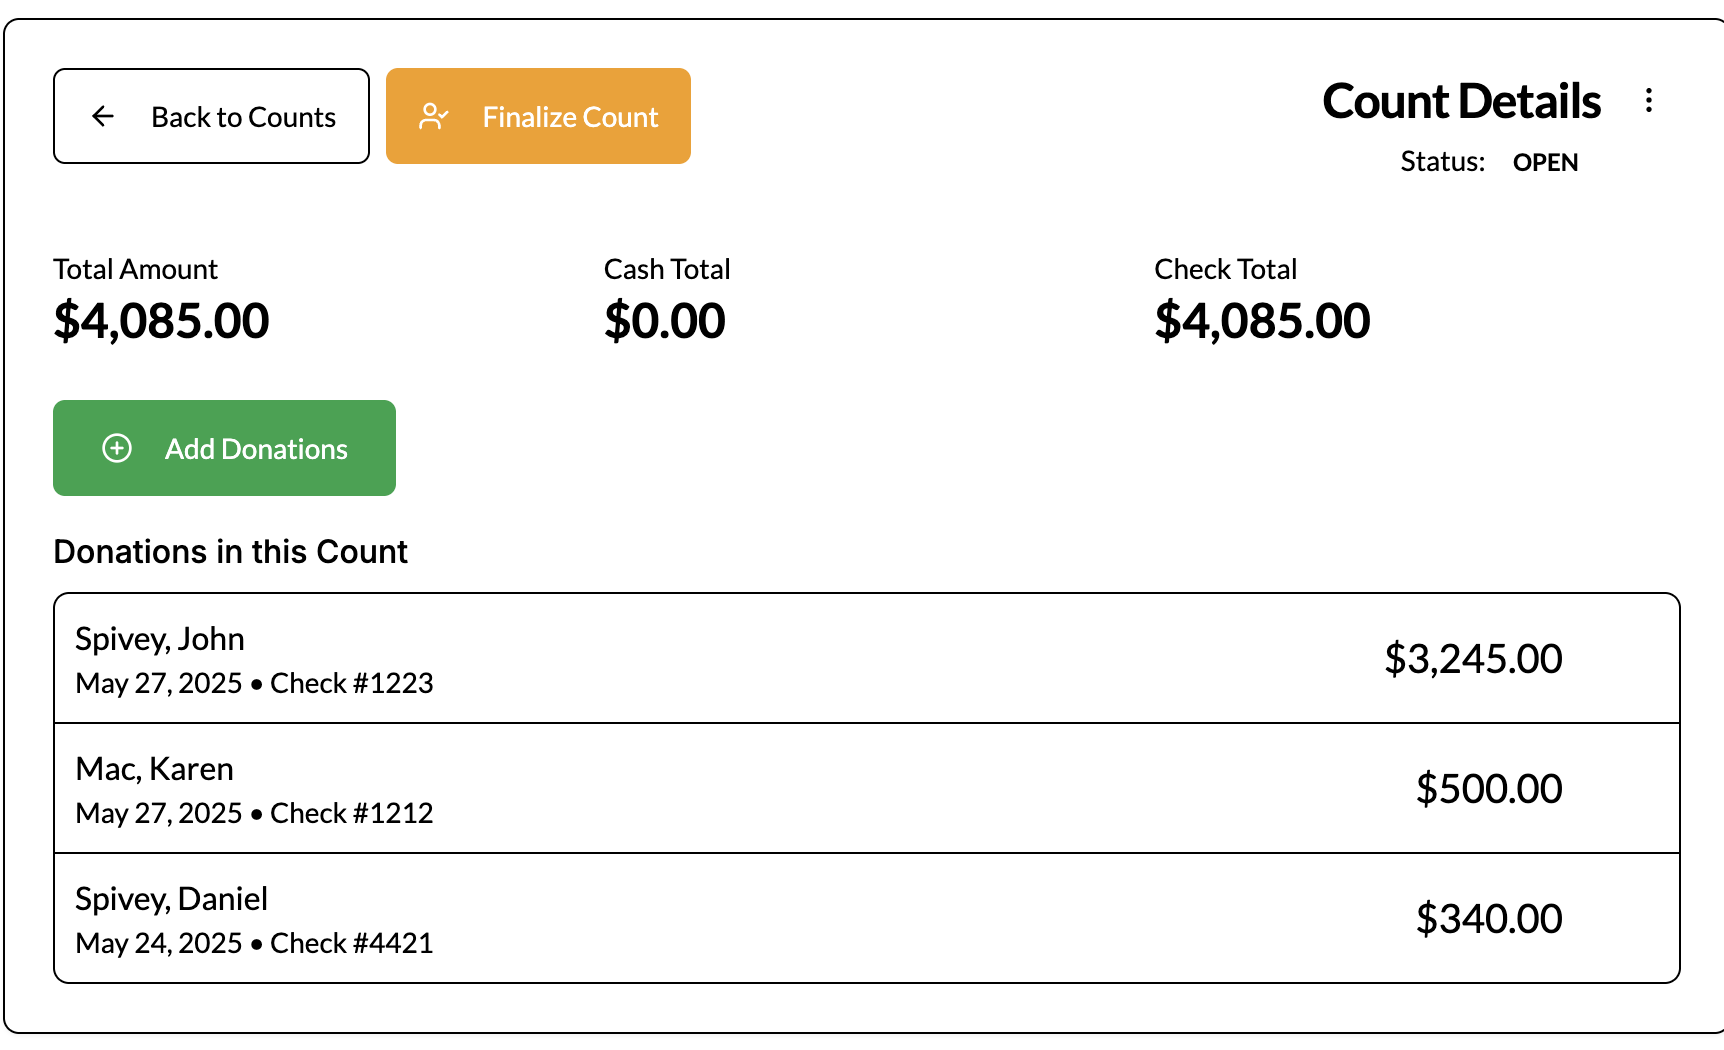 Back to Counts
Finalize Count
Count Details
Status: OPEN
Total Amount
$4,085.00
Cash Total
$0.00
Check Total
$4,085.00
Add Donations
Donations in this Count
Spivey, John
May 27, 2025 • Check #1223
$3,245.00
Mac, Karen
May 27, 2025 • Check #1212
$500.00
Spivey, Daniel
May 24, 2025 • Check #4421
$340.00